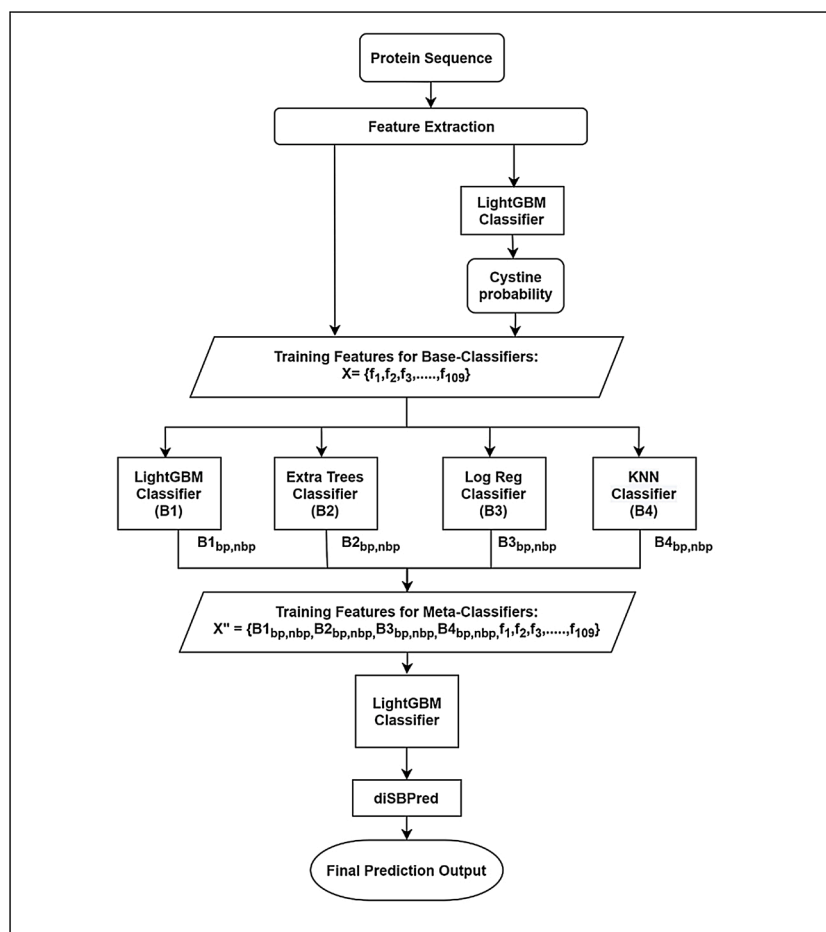 Protein Sequence
Feature Extraction
LightGBM
Classifier
Cystine
probability
Training Features for Base-Classifiers:
X= {f1,f2,f3,.....,f109}
LightGBM
Classifier
(B1)
Extra Trees
Classifier
(B2)
Log Reg
Classifier
(B3)
KNN
Classifier
(B4)
B1bp,nbp
B2bp,nbp
B3bp,nbp
B4bp,nbp
Training Features for Meta-Classifiers:
X" = {B1bp,nbp,B2bp,nbp,B3bp,nbp,B4bp,nbp,f1,f2,f3,.....,f109}
LightGBM
Classifier
diSBPred
Final Prediction Output